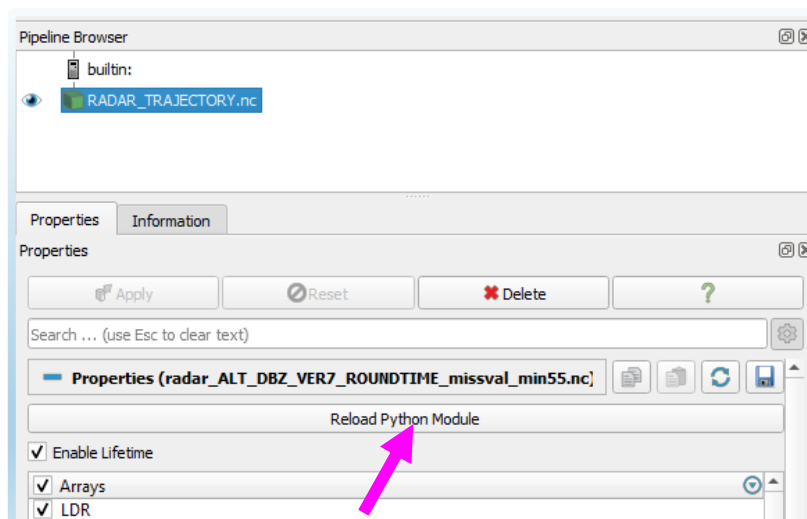 Pipeline Browser
builtin:
RADAR_TRAJECTORY.nc
Properties Information
Properties
Apply Reset Delete ?
Search ... (use Esc to clear text)
Properties (radar_ALT_DBZ_VER7_ROUNDTIME_missval_min55.nc)
Reload Python Module
Enable Lifetime
Arrays
LDR